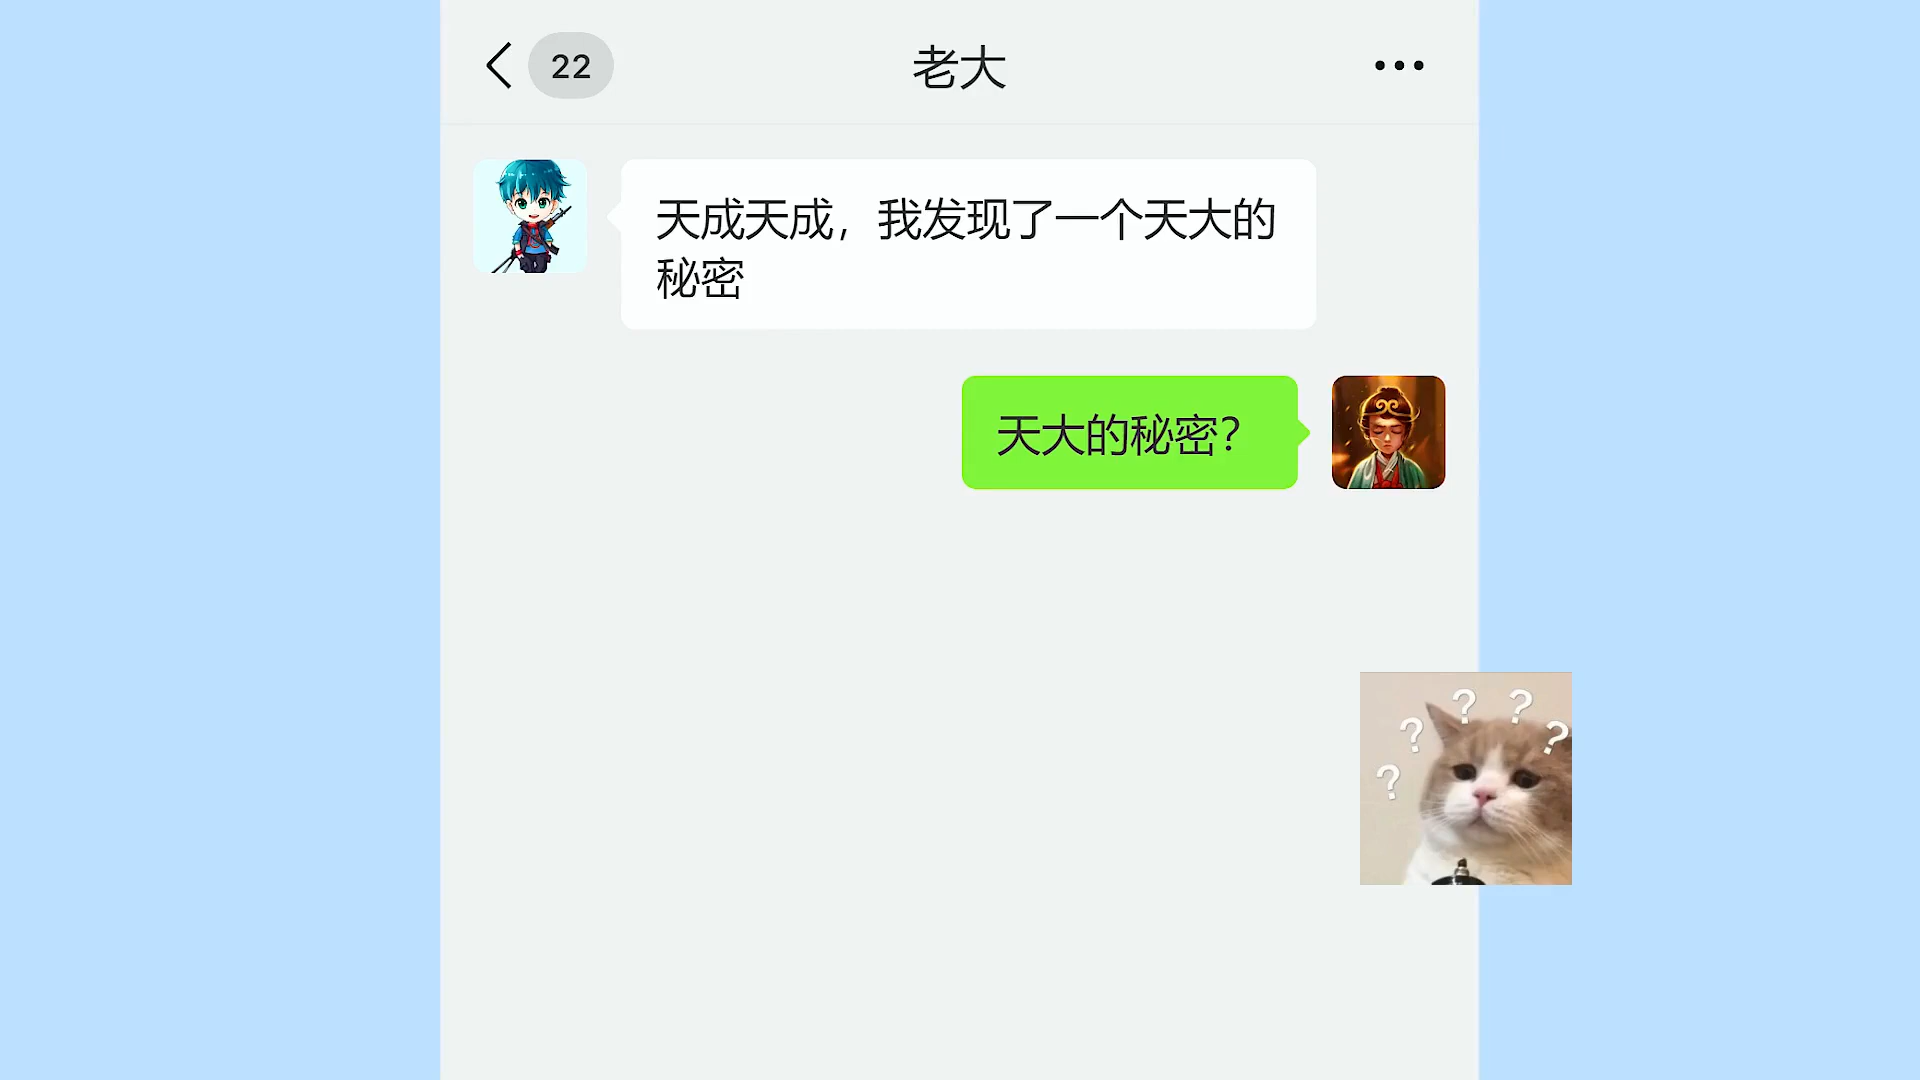 22
老大
天成天成，我发现了一个天大的
秘密
天大的秘密？
? ? ? ? ?